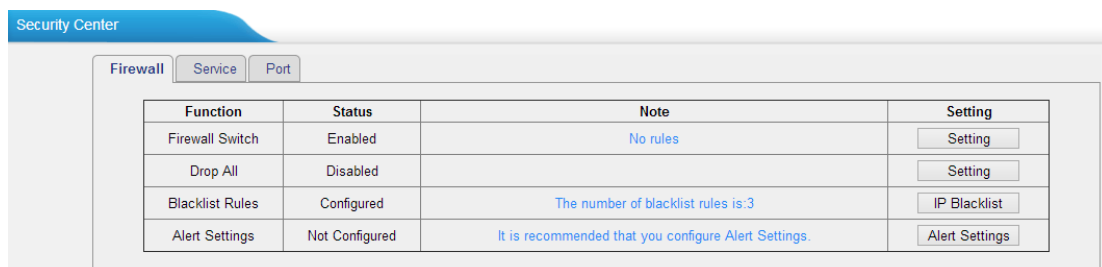 Security Center
Firewall Service Port
Function Status Note Setting
Firewall Switch Enabled No rules Setting
Drop All Disabled Setting
Blacklist Rules Configured The number of blacklist rules is:3 IP Blacklist
Alert Settings Not Configured It is recommended that you configure Alert Settings. Alert Settings